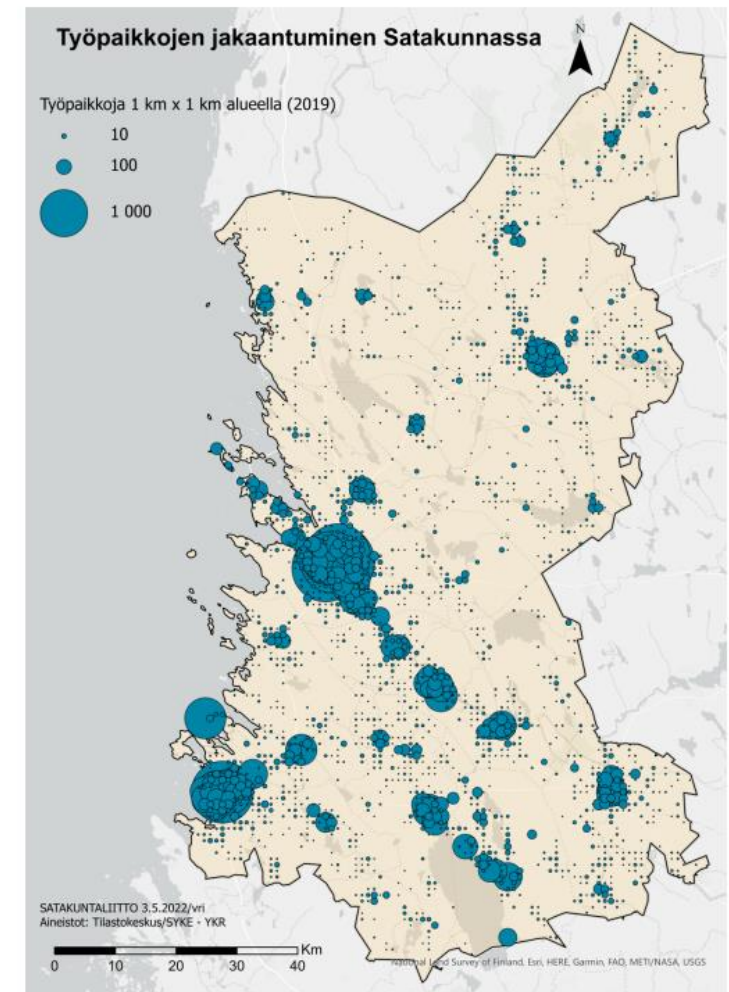 Työpaikkojen jakaantuminen Satakunnassa
N
Työpaikkoja 1 km x 1 km alueella (2019)
10
100
1 000
SATAKUNTALIITTO 3.5.2022/vri
Aineistot: Tilastokeskus/SYKE - YKR
Km
0 10 20 30 40
National Land Survey of Finland, Esri, HERE, Garmin, FAO, METI/NASA, USGS